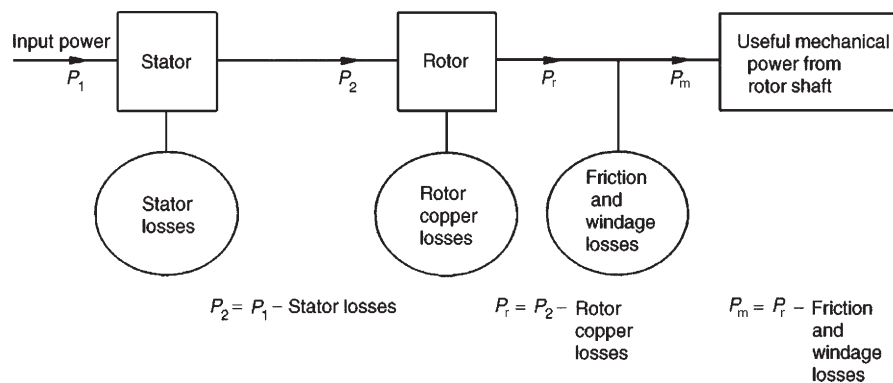 Input power
P1
Stator
P2
Rotor
Pr
Pm
Useful mechanical
power from
rotor shaft
Stator
losses
Rotor
copper
losses
Friction
and
windage
losses
P2 = P1 – Stator losses
Pr = P2 – Rotor
copper
losses
Pm = Pr – Friction
and
windage
losses